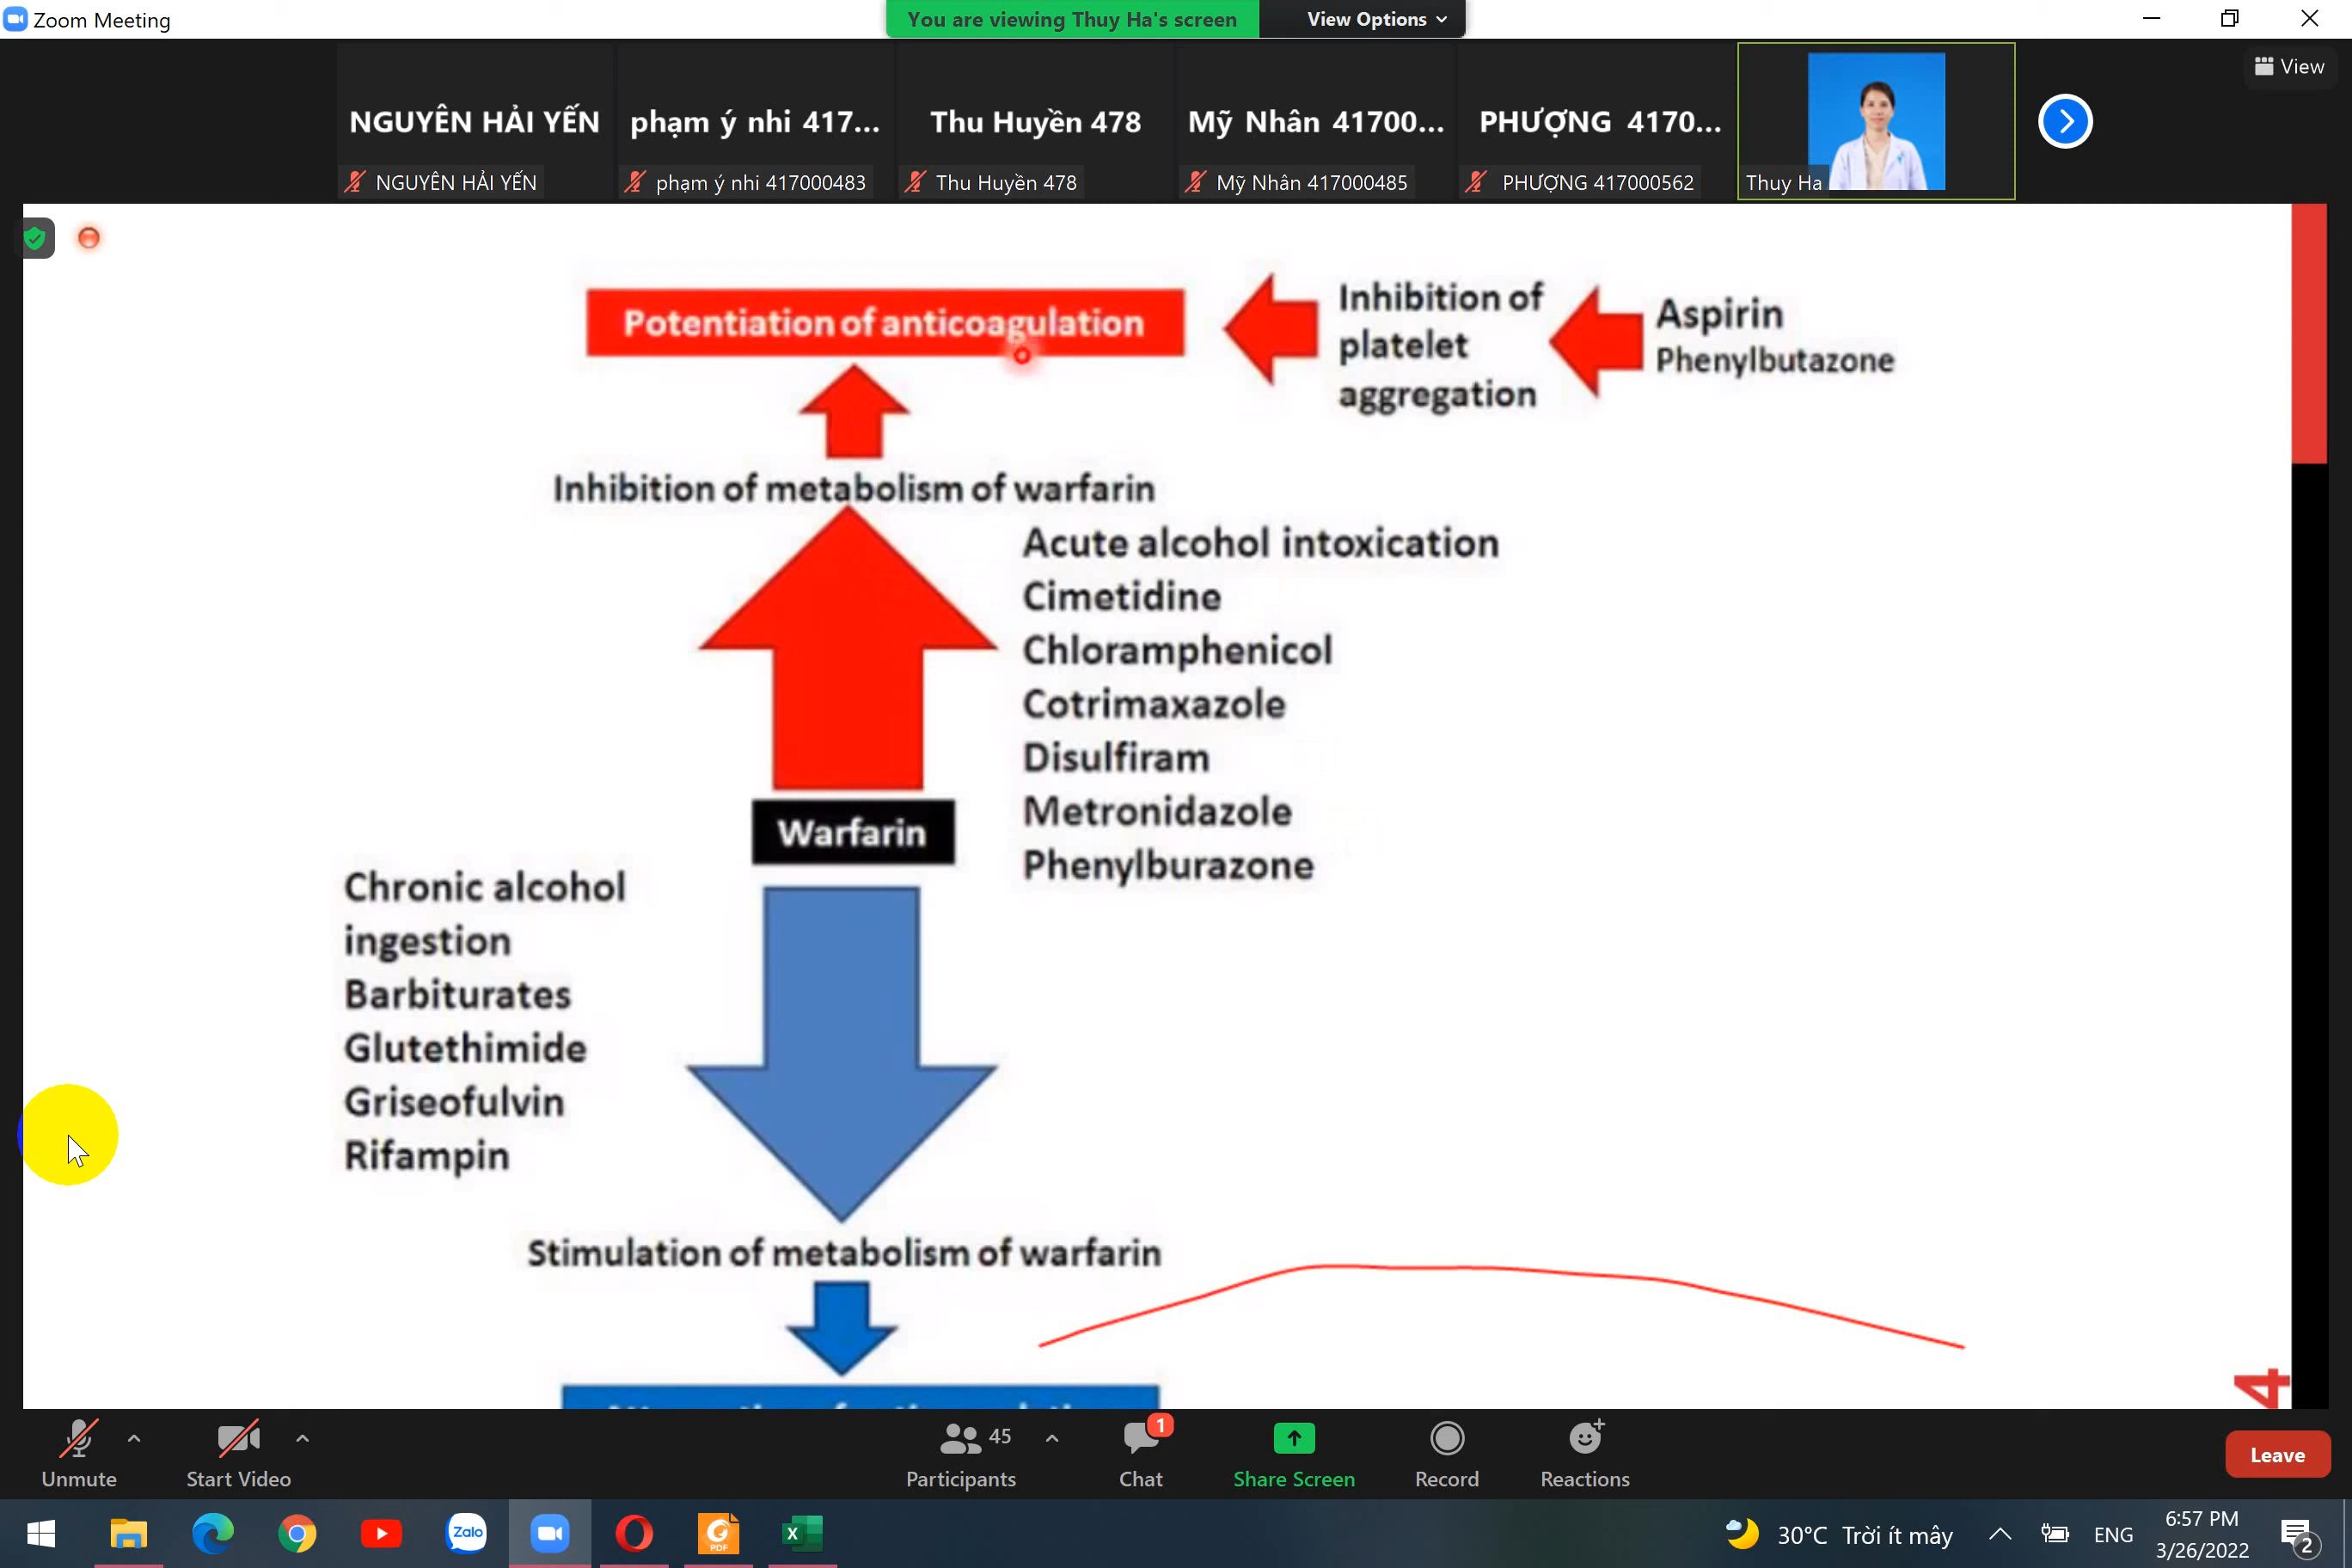 Zoom Meeting
You are viewing Thuy Ha's screen
View Options
View
NGUYÊN HẢI YẾN
phạm ý nhi 417...
Thu Huyền 478
Mỹ Nhân 41700...
PHƯỢNG 4170...
NGUYÊN HẢI YẾN
phạm ý nhi 417000483
Thu Huyền 478
Mỹ Nhân 417000485
PHƯỢNG 417000562
Thuy Ha
Potentiation of anticoagulation
Inhibition of
platelet
aggregation
Aspirin
Phenylbutazone
Inhibition of metabolism of warfarin
Acute alcohol intoxication
Cimetidine
Chloramphenicol
Cotrimaxazole
Disulfiram
Metronidazole
Phenylburazone
Warfarin
Chronic alcohol
ingestion
Barbiturates
Glutethimide
Griseofulvin
Rifampin
Stimulation of metabolism of warfarin
4
Unmute
Start Video
45
Participants
1
Chat
Share Screen
Record
Reactions
Leave
Zalo
PDF
X
30°C Trời ít mây
ENG
6:57 PM
3/26/2022
2